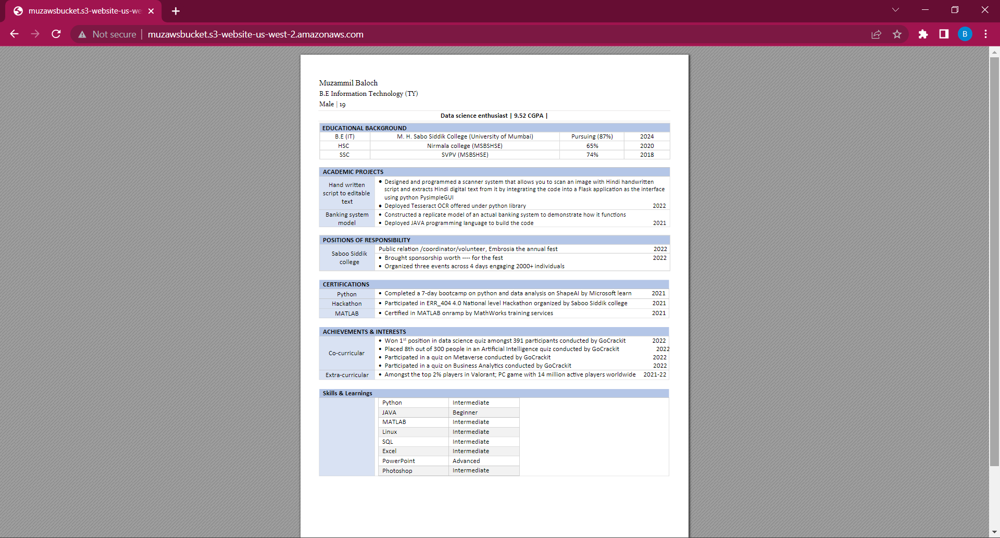 muzawsbucket.s3-website-us-we
Not secure muzawsbucket.s3-website-us-west-2.amazonaws.com B
Muzammil Baloch
B.E Information Technology (TY)
Male | 19
Data science enthusiast | 9.52 CGPA |
EDUCATIONAL BACKGROUND
B.E (IT) M. H. Sabo Siddik College (University of Mumbai) Pursuing (87%) 2024
HSC Nirmala college (MSBSHSE) 65% 2020
SSC SVPV (MSBSHSE) 74% 2018
ACADEMIC PROJECTS
Hand written
script to editable
text
• Designed and programmed a scanner system that allows you to scan an image with Hindi handwritten
script and extracts Hindi digital text from it by integrating the code into a Flask application as the interface
using python PysimpleGUI
• Deployed Tesseract OCR offered under python library 2022
Banking system
model
• Constructed a replicate model of an actual banking system to demonstrate how it functions
• Deployed JAVA programming language to build the code 2021
POSITIONS OF RESPONSIBILITY
Saboo Siddik
college
Public relation /coordinator/volunteer, Embrosia the annual fest 2022
• Brought sponsorship worth ---- for the fest 2022
• Organized three events across 4 days engaging 2000+ individuals
CERTIFICATIONS
Python • Completed a 7-day bootcamp on python and data analysis on ShapeAI by Microsoft learn 2021
Hackathon • Participated in ERR_404 4.0 National level Hackathon organized by Saboo Siddik college 2021
MATLAB • Certified in MATLAB onramp by MathWorks training services 2021
ACHIEVEMENTS & INTERESTS
Co-curricular
• Won 1st position in data science quiz amongst 391 participants conducted by GoCrackit 2022
• Placed 8th out of 300 people in an Artificial Intelligence quiz conducted by GoCrackit 2022
• Participated in a quiz on Metaverse conducted by GoCrackit 2022
• Participated in a quiz on Business Analytics conducted by GoCrackit 2022
Extra-curricular • Amongst the top 2% players in Valorant; PC game with 14 million active players worldwide 2021-22
Skills & Learnings
Python Intermediate
JAVA Beginner
MATLAB Intermediate
Linux Intermediate
SQL Intermediate
Excel Intermediate
PowerPoint Advanced
Photoshop Intermediate